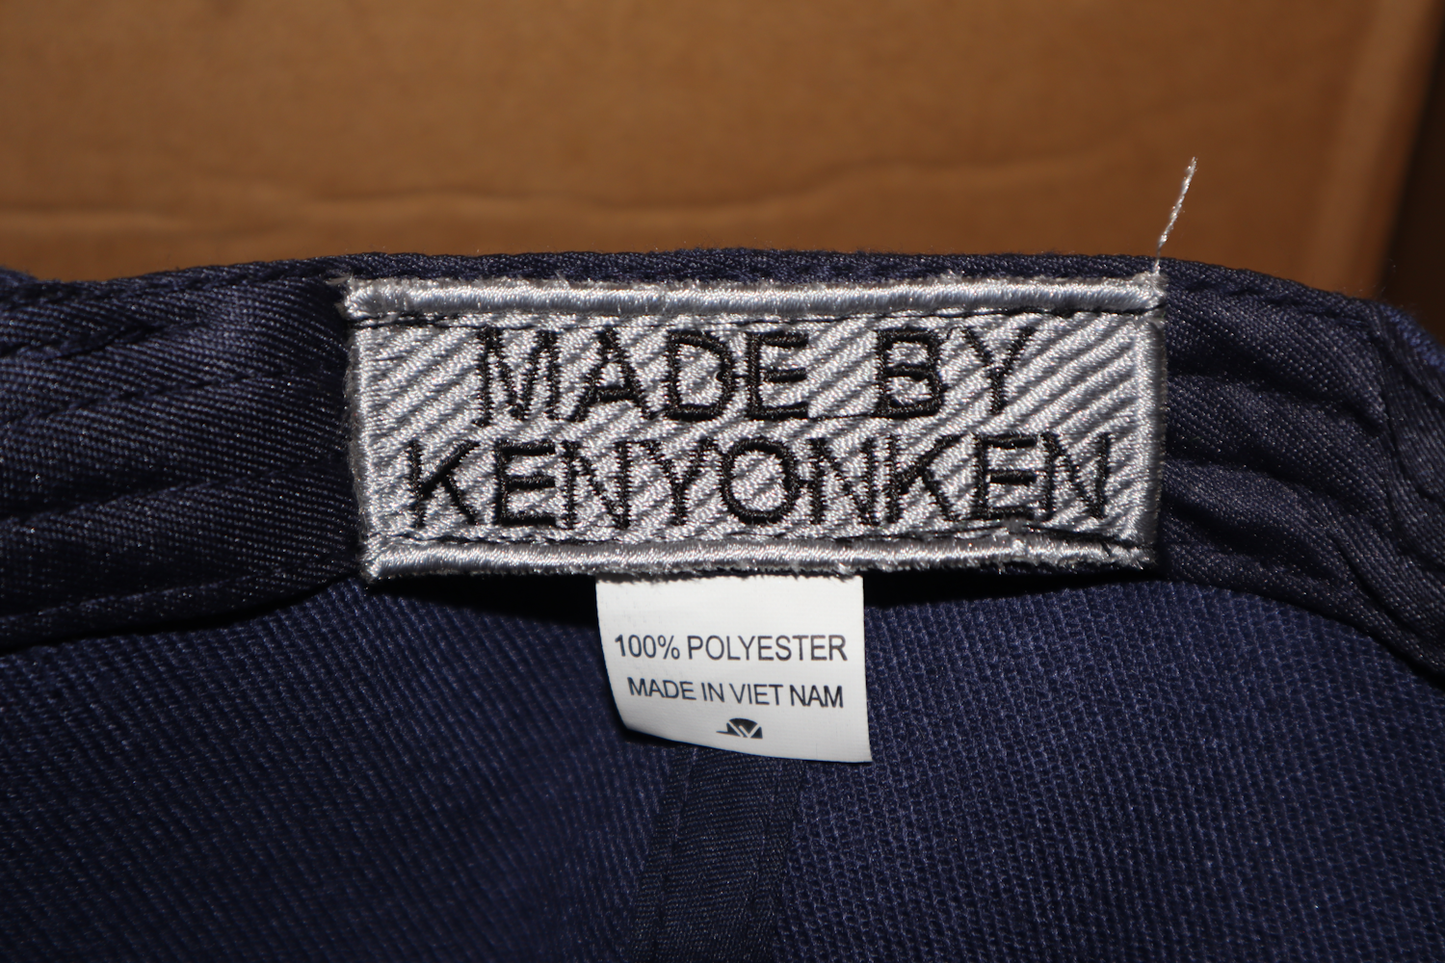 MADE BY
KENYONKEN
100% POLYESTER
MADE IN VIET NAM